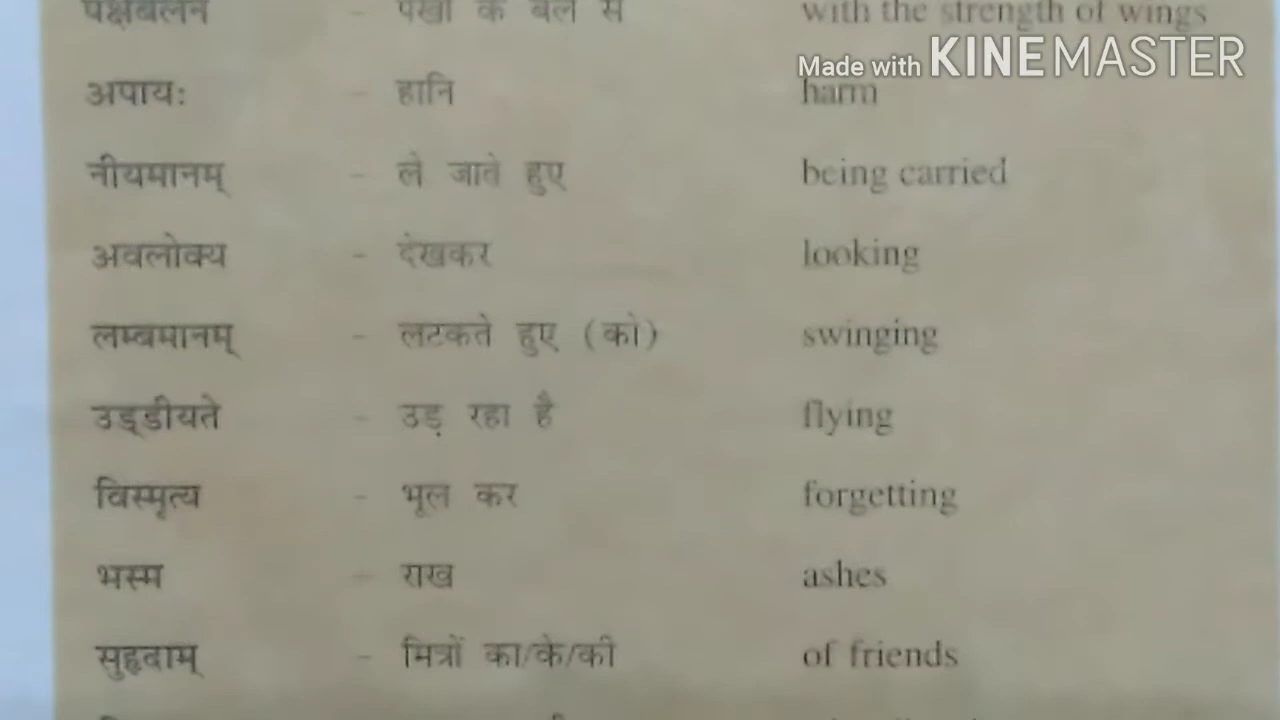 पक्षबलेन - पंखों के बल से with the strength of wings
Made with KINEMASTER
अपायः - हानि harm
नीयमानम् - ले जाते हुए being carried
अवलोक्य - देखकर looking
लम्बमानम् - लटकते हुए (को) swinging
उड्डीयते - उड़ रहा है flying
विस्मृत्य - भूल कर forgetting
भस्म - राख ashes
सुहृदाम् - मित्रों का/के/की of friends